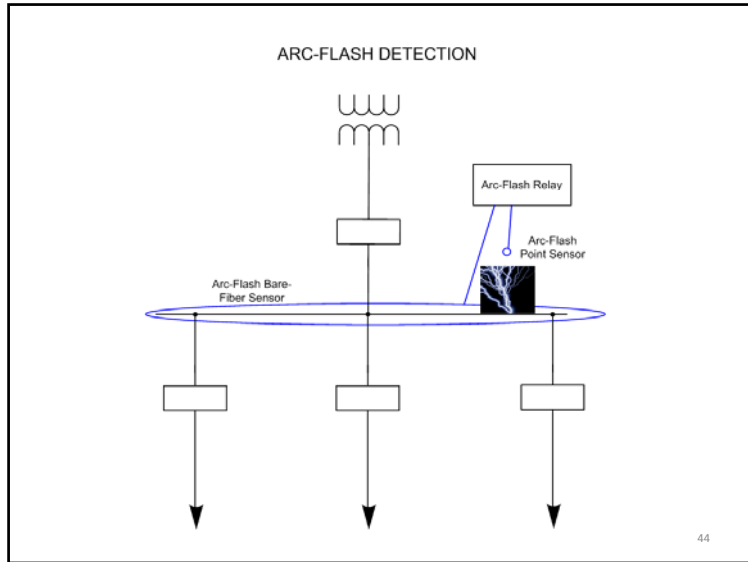 ARC-FLASH DETECTION
Arc-Flash Relay
Arc-Flash
Point Sensor
Arc-Flash Bare-
Fiber Sensor
44